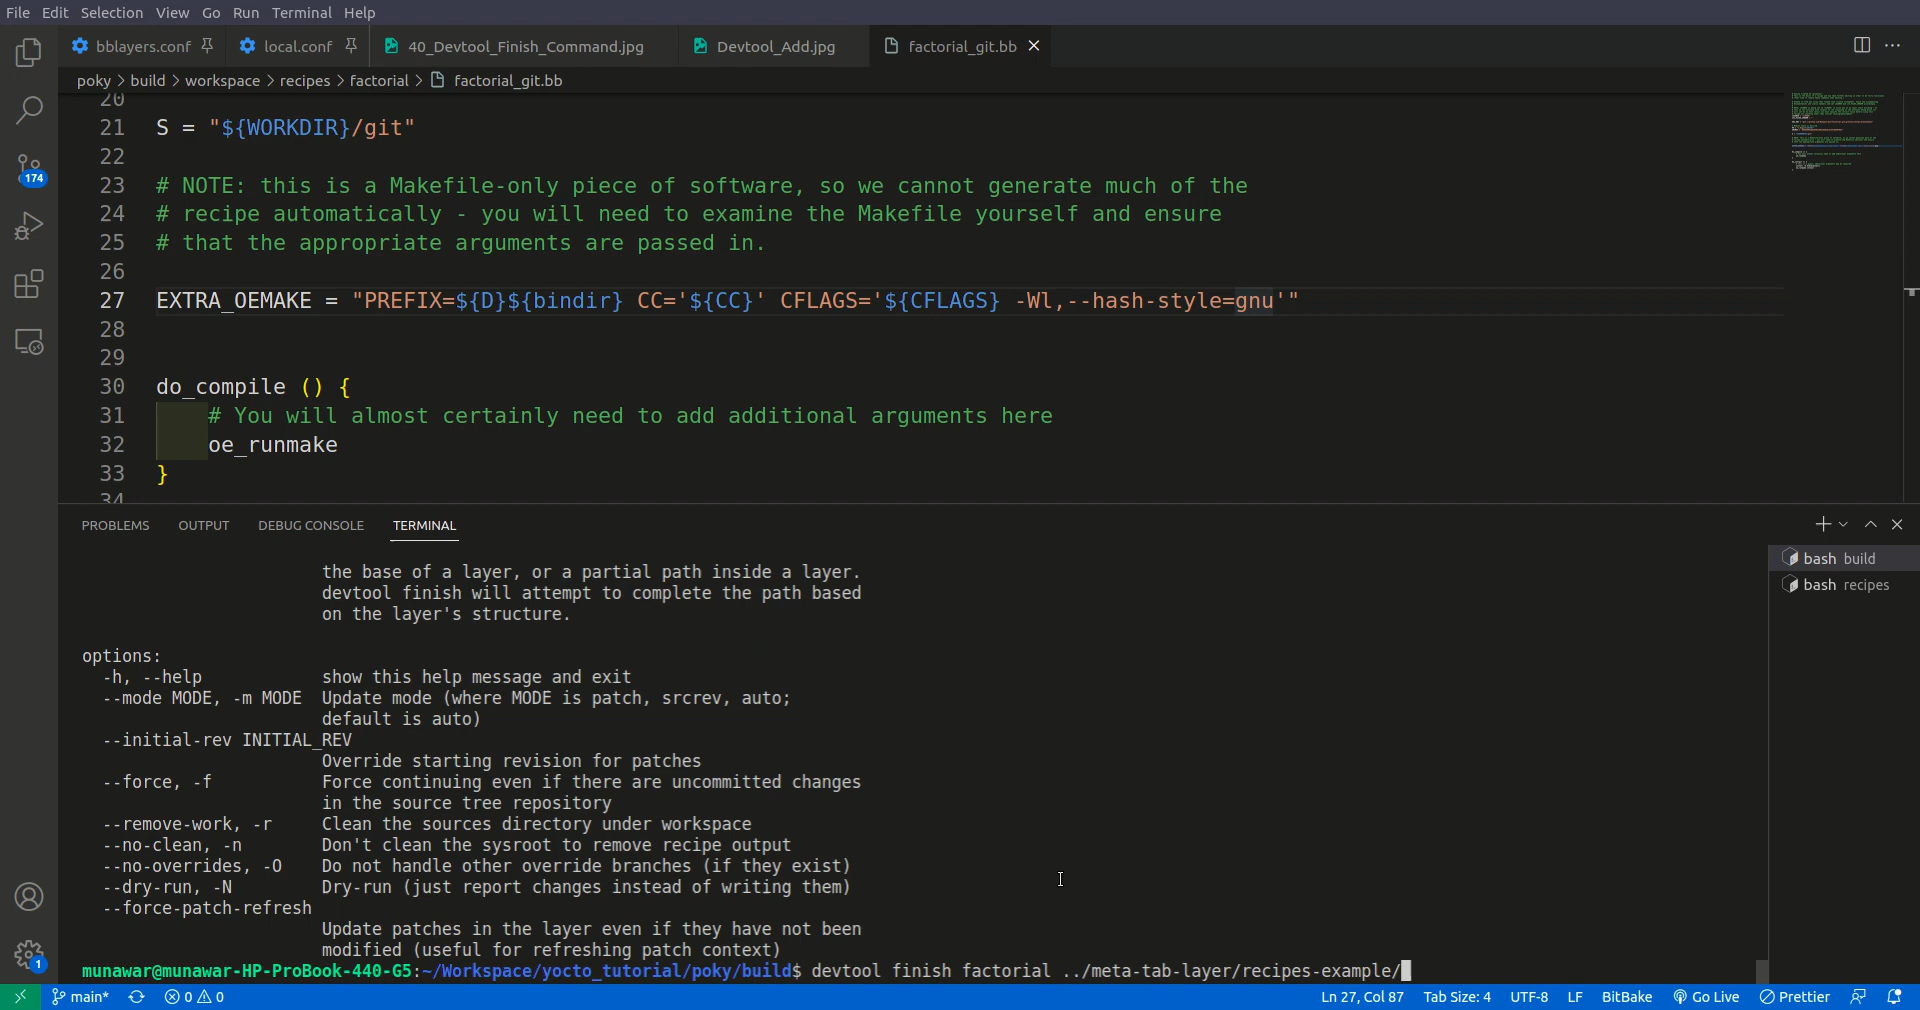 File Edit Selection View Go Run Terminal Help
bblayers.conf local.conf 40_Devtool_Finish_Command.jpg Devtool_Add.jpg factorial_git.bb
poky > build > workspace > recipes > factorial > factorial_git.bb
20
21 S = "${WORKDIR}/git"
22
23 # NOTE: this is a Makefile-only piece of software, so we cannot generate much of the
24 # recipe automatically - you will need to examine the Makefile yourself and ensure
25 # that the appropriate arguments are passed in.
26
27 EXTRA_OEMAKE = "PREFIX=${D}${bindir} CC='${CC}' CFLAGS='${CFLAGS} -Wl,--hash-style=gnu'"
28
29
30 do_compile () {
31 # You will almost certainly need to add additional arguments here
32 oe_runmake
33 }
34
174
PROBLEMS OUTPUT DEBUG CONSOLE TERMINAL
bash build
bash recipes
the base of a layer, or a partial path inside a layer.
devtool finish will attempt to complete the path based
on the layer's structure.
options:
-h, --help show this help message and exit
--mode MODE, -m MODE Update mode (where MODE is patch, srcrev, auto;
default is auto)
--initial-rev INITIAL_REV
Override starting revision for patches
--force, -f Force continuing even if there are uncommitted changes
in the source tree repository
--remove-work, -r Clean the sources directory under workspace
--no-clean, -n Don't clean the sysroot to remove recipe output
--no-overrides, -O Do not handle other override branches (if they exist)
--dry-run, -N Dry-run (just report changes instead of writing them)
--force-patch-refresh
Update patches in the layer even if they have not been
modified (useful for refreshing patch context)
munawar@munawar-HP-ProBook-440-G5:~/Workspace/yocto_tutorial/poky/build$ devtool finish factorial ../meta-tab-layer/recipes-example/
1
main* 0 0 Ln 27, Col 87 Tab Size: 4 UTF-8 LF BitBake Go Live Prettier